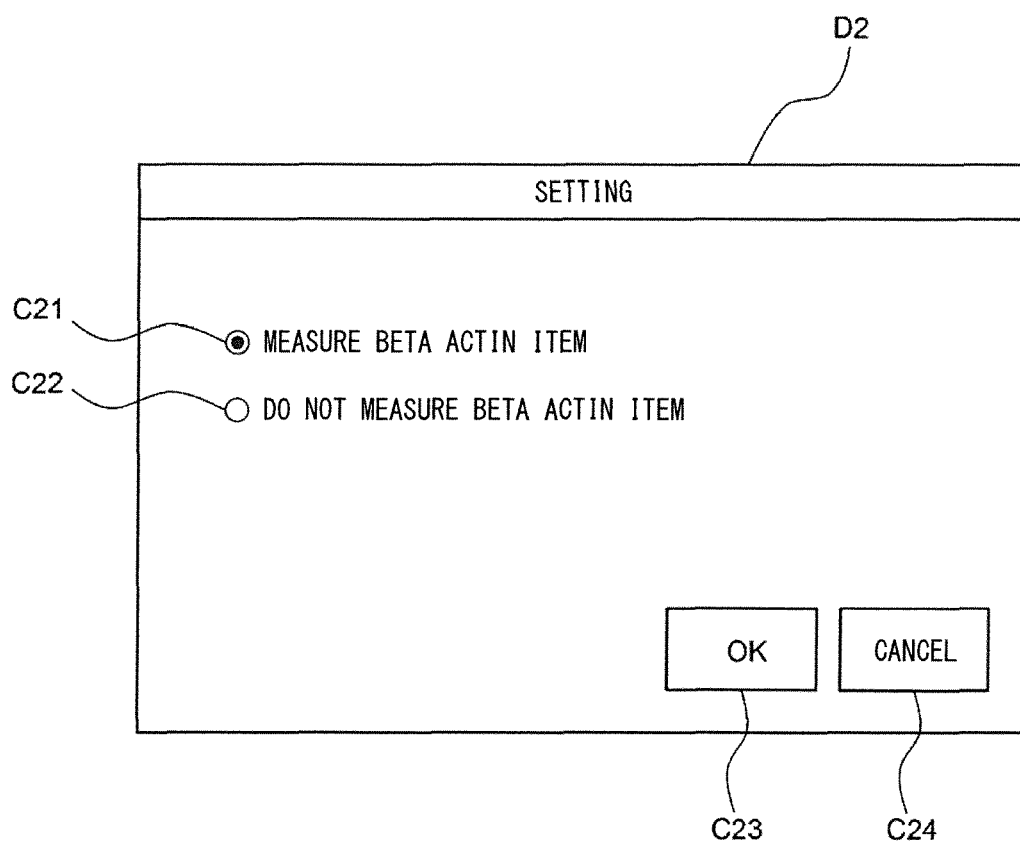 D2
SETTING
C21
MEASURE BETA ACTIN ITEM
C22
DO NOT MEASURE BETA ACTIN ITEM
OK
CANCEL
C23
C24